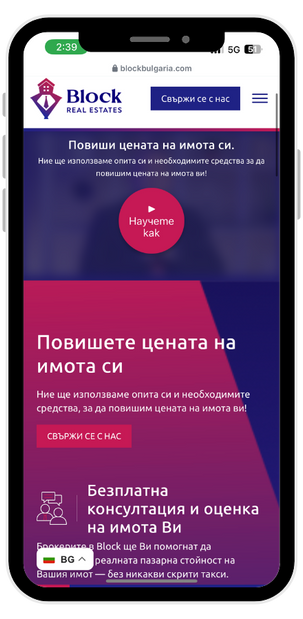 2:39
5G 51
blockbulgaria.com
Block
REAL ESTATES
Свържи се с нас
Повиши цената на имота си.
Ние ще използваме опита си и необходимите средства за да
повишим цената на имота ви!
Научете
как
Повишете цената на
имота си
Ние ще използваме опита си и необходимите
средства, за да повишим цената на имота ви!
СВЪРЖИ СЕ С НАС
Безплатна
консултация и оценка
на имота Ви
Брокерите в Block ще Ви помогнат да
BG
реалната пазарна стойност на
Вашия имот — без никакви скрити такси.